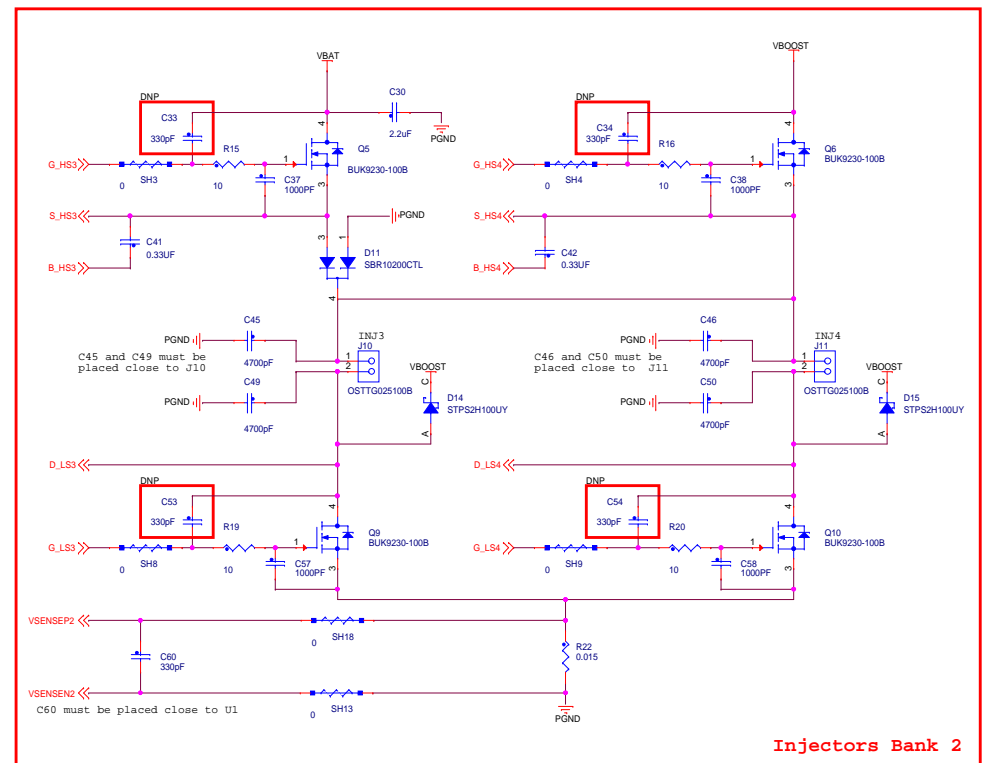 VBAT
VBOOST
DNP
C33
330pF
C30
2.2uF
PGND
4
Q5
BUK9230-100B
R15
10
G_HS3
0
SH3
1
C37
1000PF
3
DNP
C34
330pF
4
Q6
BUK9230-100B
R16
10
G_HS4
0
SH4
1
C38
1000PF
3
S_HS3
C41
0.33UF
B_HS3
PGND
3
1
D11
SBR10200CTL
4
S_HS4
C42
0.33UF
B_HS4
C45
PGND
4700pF
C45 and C49 must be
placed close to J10
C49
PGND
4700pF
INJ3
J10
1
2
OSTTG025100B
VBOOST
C
D14
STPS2H100UY
A
C46
PGND
4700pF
C46 and C50 must be
placed close to J11
C50
PGND
4700pF
INJ4
J11
1
2
OSTTG025100B
VBOOST
C
D15
STPS2H100UY
A
D_LS3
D_LS4
DNP
C53
330pF
4
Q9
BUK9230-100B
R19
10
G_LS3
0
SH8
1
C57
1000PF
3
DNP
C54
330pF
4
Q10
BUK9230-100B
R20
10
G_LS4
0
SH9
1
C58
1000PF
3
VSENSEP2
0
SH18
C60
330pF
R22
0.015
VSENSEN2
0
SH13
C60 must be placed close to U1
PGND
Injectors Bank 2